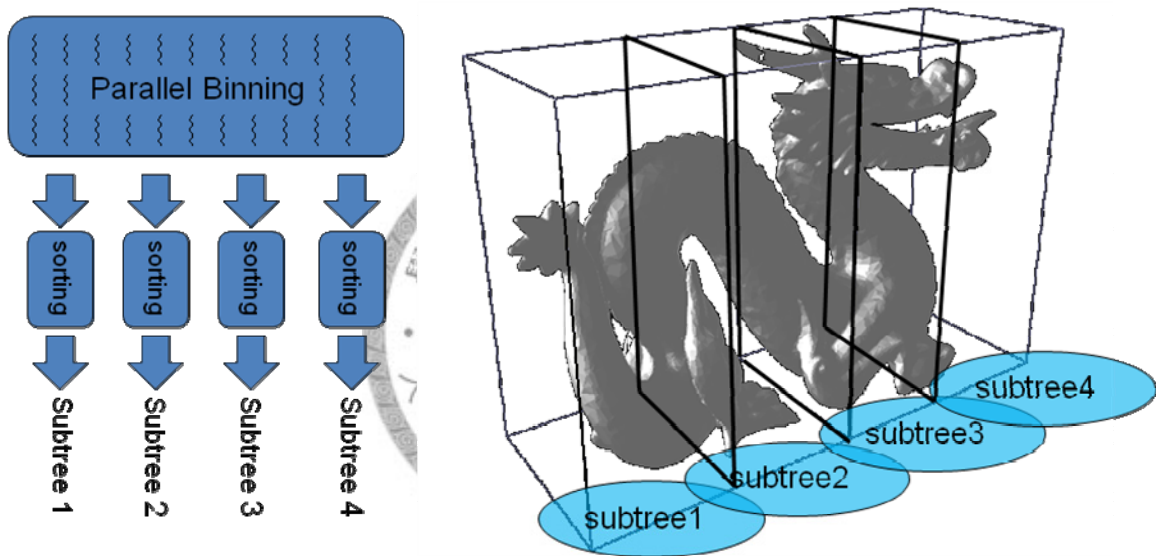 Parallel Binning
sorting
sorting
sorting
sorting
Subtree 1
Subtree 2
Subtree 3
Subtree 4
subtree1
subtree2
subtree3
subtree4